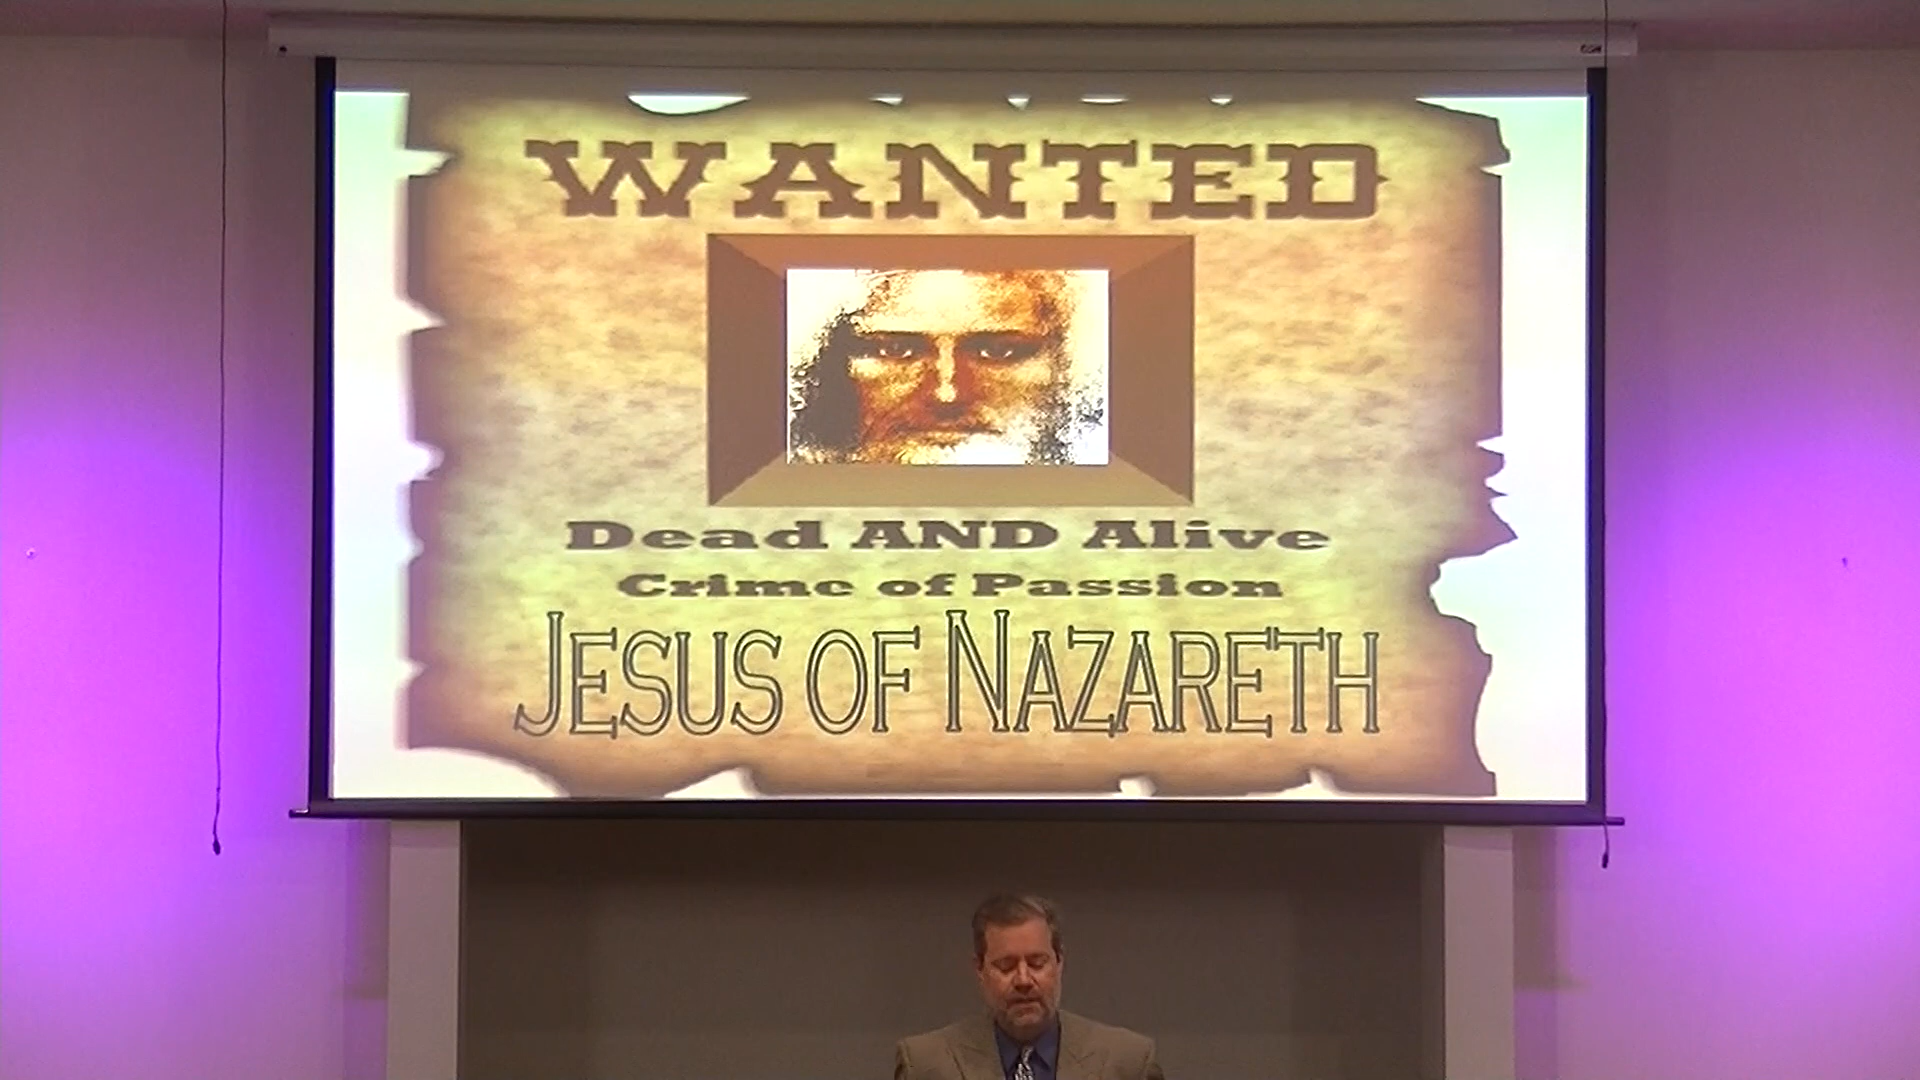 WANTED
Dead AND Alive
Crime of Passion
JESUS OF NAZARETH